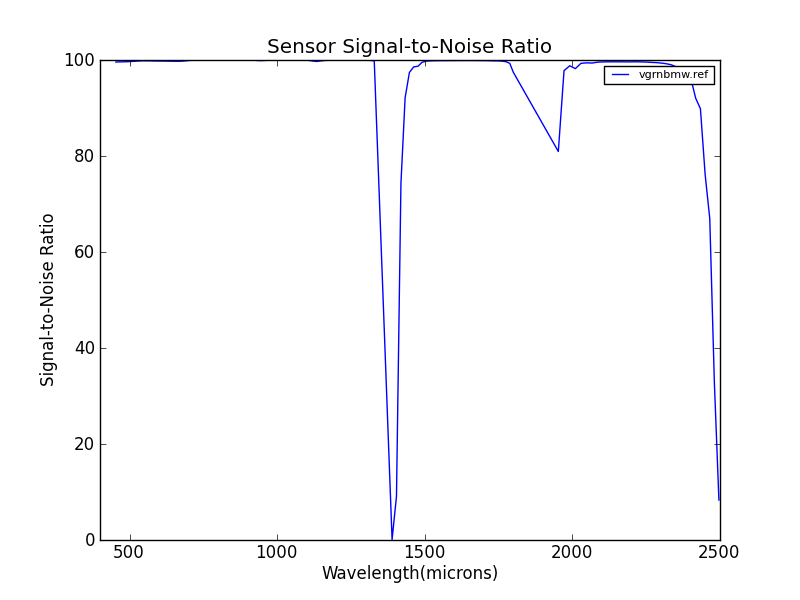 Sensor Signal-to-Noise Ratio
100
80
60
40
20
0
Signal-to-Noise Ratio
vgrnbmw.ref
500 1000 1500 2000 2500
Wavelength(microns)